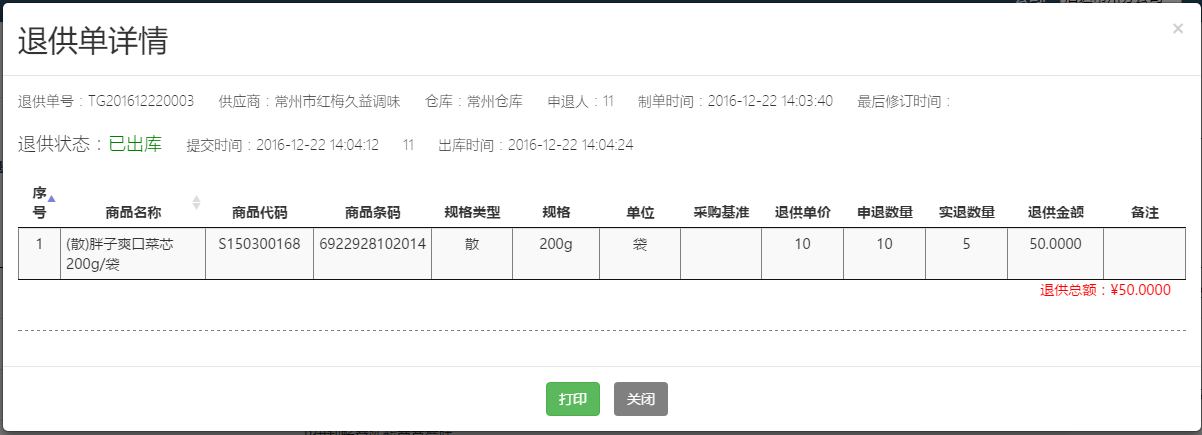 退供单详情
×
退供单号：TG201612220003 供应商：常州市红梅久益调味 仓库：常州仓库 申退人：11 制单时间：2016-12-22 14:03:40 最后修订时间：
退供状态：已出库 提交时间：2016-12-22 14:04:12 11 出库时间：2016-12-22 14:04:24
序号 商品名称 商品代码 商品条码 规格类型 规格 单位 采购基准 退供单价 申退数量 实退数量 退供金额 备注
1 (散)胖子爽口菜芯 S150300168 6922928102014 散 200g 袋 10 10 5 50.0000
200g/袋
退供总额：¥50.0000
打印 关闭